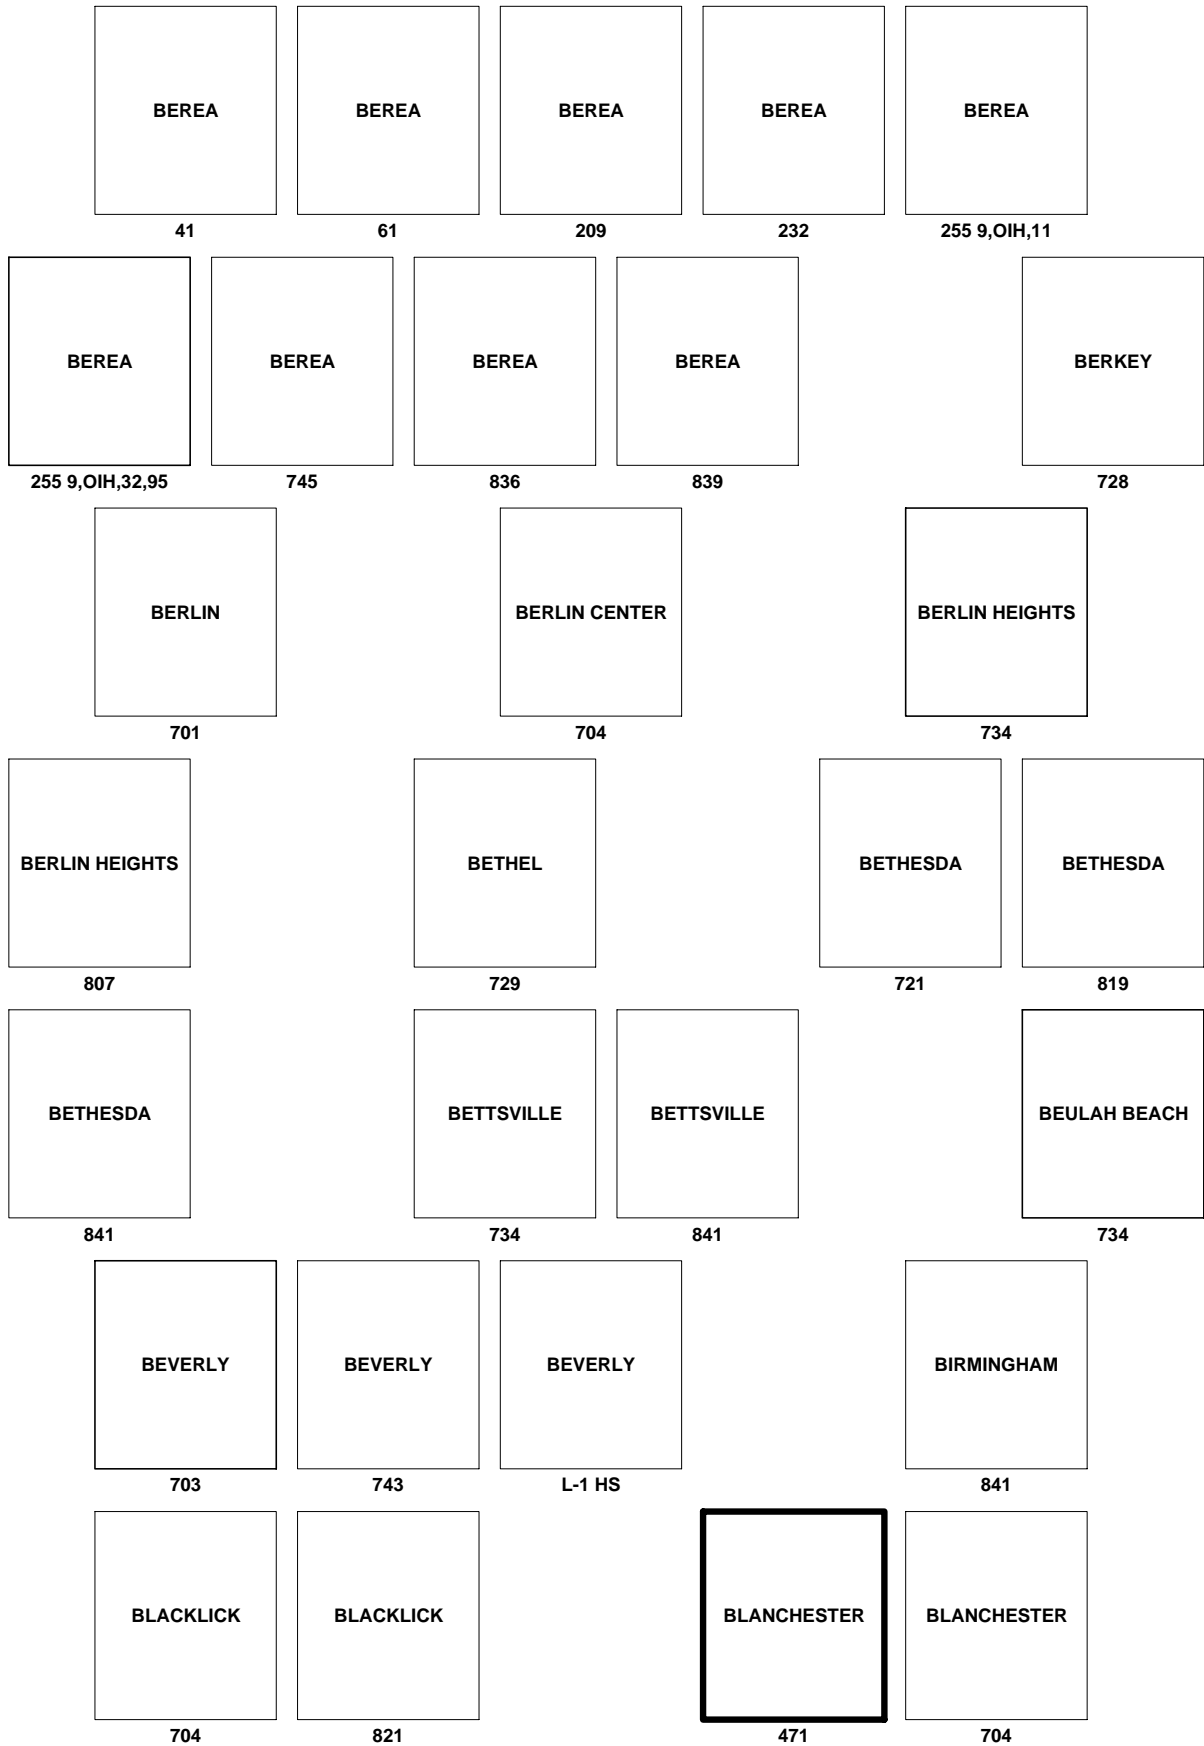 BEREA BEREA BEREA BEREA BEREA
41 61 209 232 255 9,OIH,11
BEREA BEREA BEREA BEREA BERKEY
255 9,OIH,32,95 745 836 839 728
BERLIN BERLIN CENTER BERLIN HEIGHTS
701 704 734
BERLIN HEIGHTS BETHEL BETHESDA BETHESDA
807 729 721 819
BETHESDA BETTSVILLE BETTSVILLE BEULAH BEACH
841 734 841 734
BEVERLY BEVERLY BEVERLY BIRMINGHAM
703 743 L-1 HS 841
BLACKLICK BLACKLICK BLANCHESTER BLANCHESTER
704 821 471 704